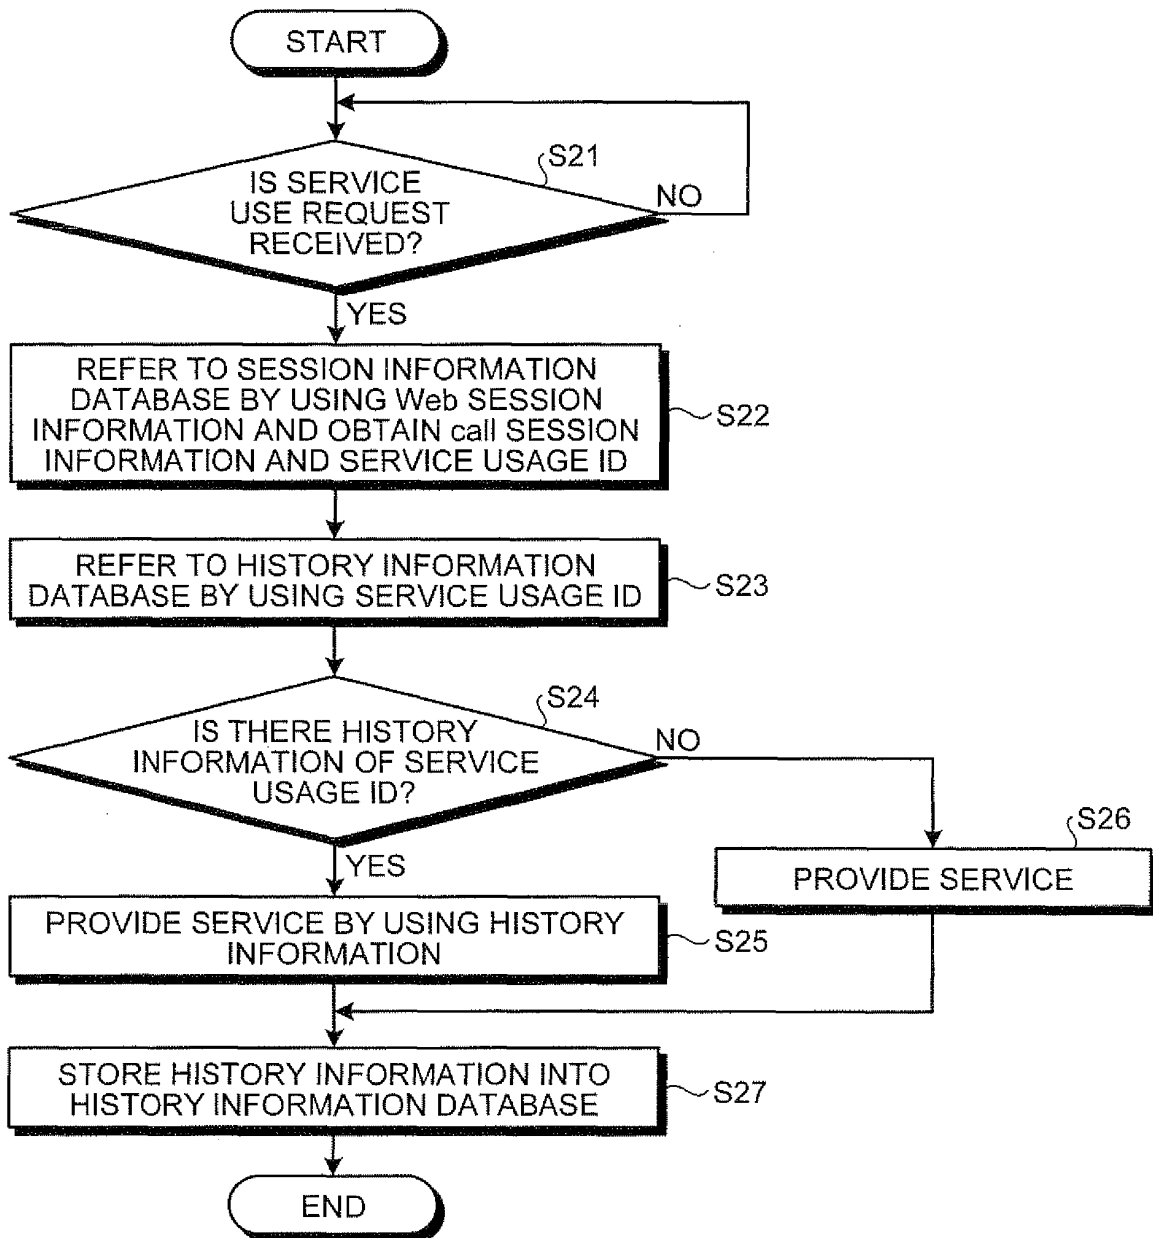 START
S21
IS SERVICE
USE REQUEST
RECEIVED?
NO
YES
REFER TO SESSION INFORMATION
DATABASE BY USING Web SESSION
INFORMATION AND OBTAIN call SESSION
INFORMATION AND SERVICE USAGE ID
S22
REFER TO HISTORY INFORMATION
DATABASE BY USING SERVICE USAGE ID
S23
S24
IS THERE HISTORY
INFORMATION OF SERVICE
USAGE ID?
NO
YES
S26
PROVIDE SERVICE
PROVIDE SERVICE BY USING HISTORY
INFORMATION
S25
STORE HISTORY INFORMATION INTO
HISTORY INFORMATION DATABASE
S27
END